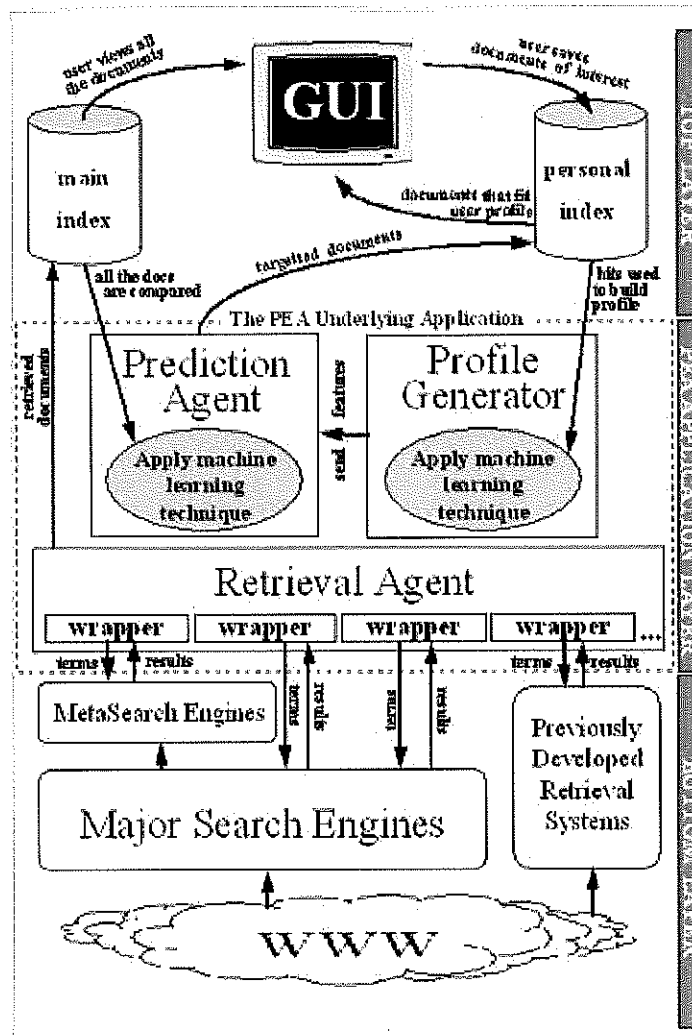 user views all
the documents
GUI
user saves
documents of interest
main
index
personal
index
documents that fit
user profile
targetted documents
all the docs
are compared
hits used
to build
profile
The PEA Underlying Application
retrieved
documents
Prediction
Agent
Apply machine
learning
technique
send features
Profile
Generator
Apply machine
learning
technique
Retrieval Agent
wrapper
wrapper
wrapper
wrapper ...
terms
results
terms
results
terms
results
terms
results
MetaSearch Engines
Previously
Developed
Retrieval
Systems
Major Search Engines
WWW